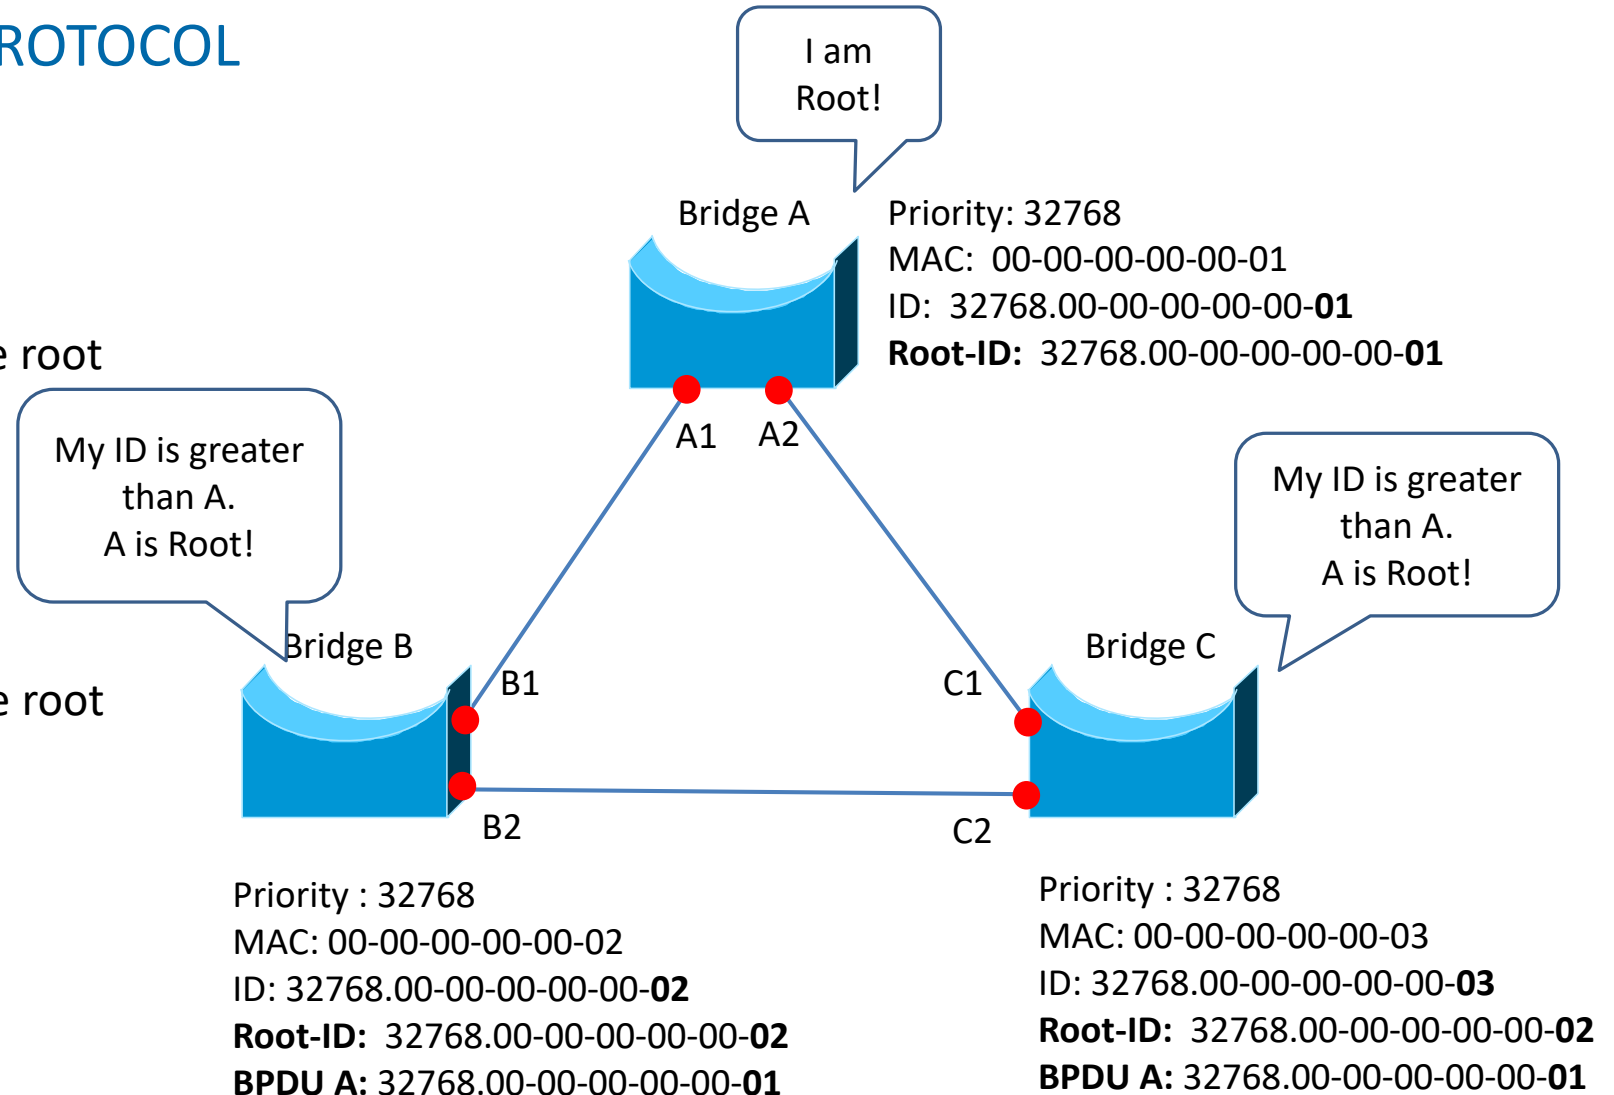 ROTOCOL
I am
Root!
Bridge A
Priority: 32768
MAC: 00-00-00-00-00-01
ID: 32768.00-00-00-00-00-01
Root-ID: 32768.00-00-00-00-00-01
e root
My ID is greater
than A.
A is Root!
A1
A2
My ID is greater
than A.
A is Root!
Bridge B
B1
C1
Bridge C
e root
B2
C2
Priority : 32768
MAC: 00-00-00-00-00-02
ID: 32768.00-00-00-00-00-02
Root-ID: 32768.00-00-00-00-00-02
BPDU A: 32768.00-00-00-00-00-01
Priority : 32768
MAC: 00-00-00-00-00-03
ID: 32768.00-00-00-00-00-03
Root-ID: 32768.00-00-00-00-00-02
BPDU A: 32768.00-00-00-00-00-01